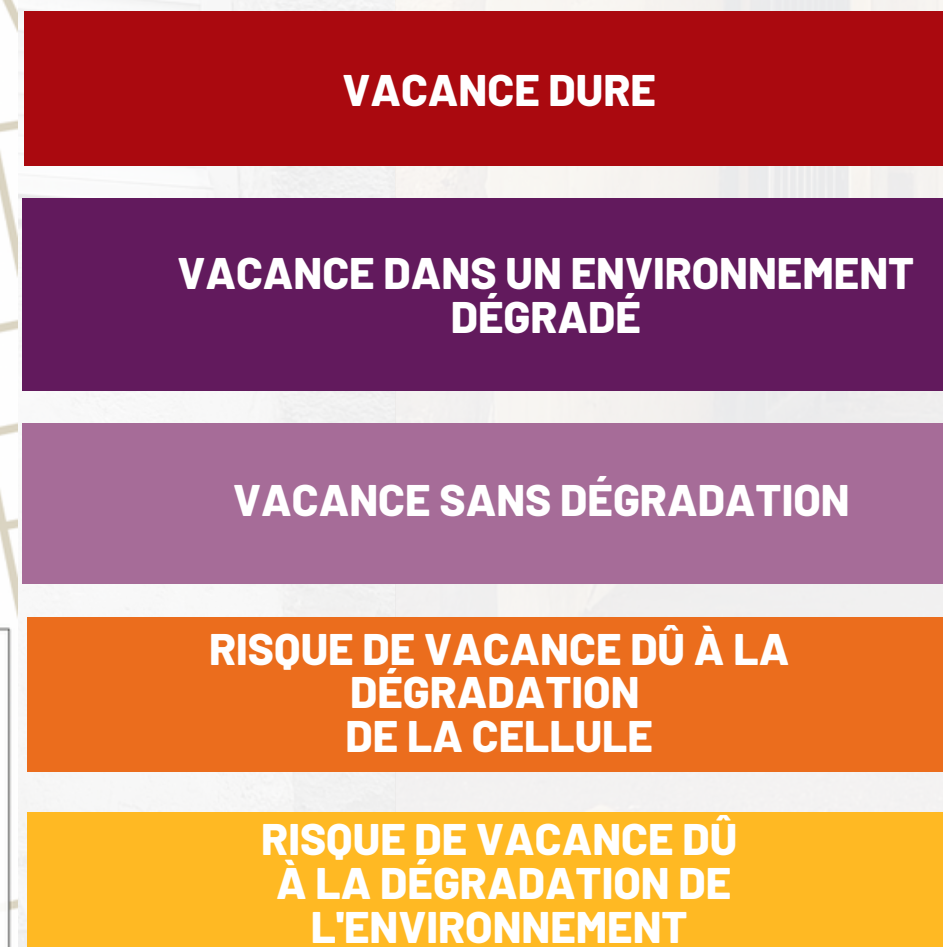 VACANCE DURE
VACANCE DANS UN ENVIRONNEMENT
DÉGRADÉ
VACANCE SANS DÉGRADATION
RISQUE DE VACANCE DÛ À LA
DÉGRADATION
DE LA CELLULE
RISQUE DE VACANCE DÛ
À LA DÉGRADATION DE
L'ENVIRONNEMENT